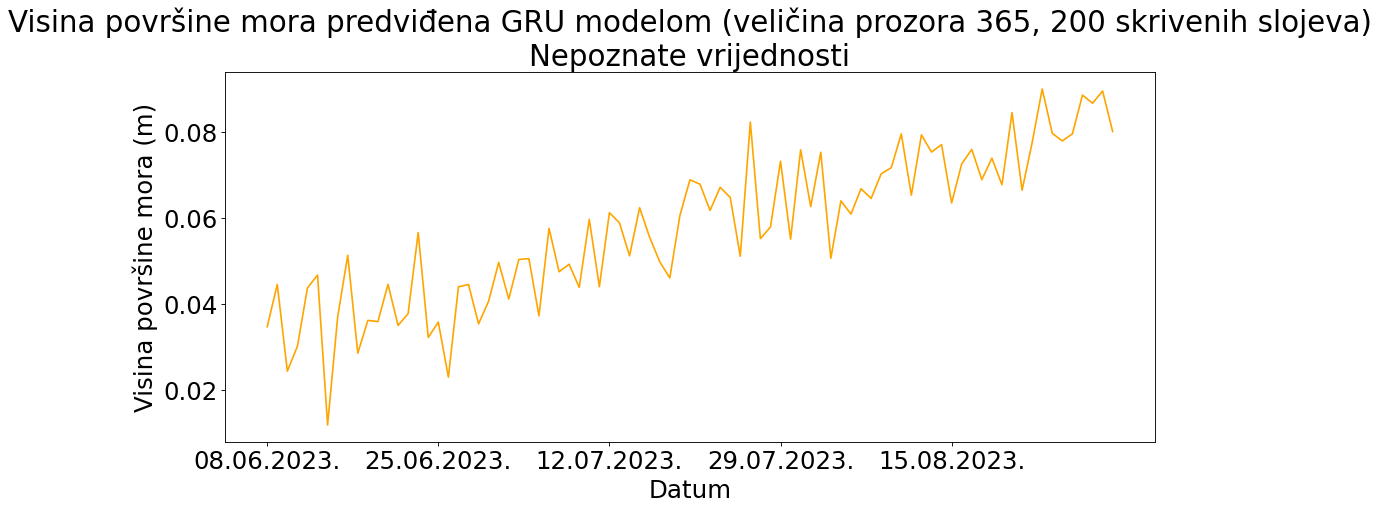 Visina površine mora predviđena GRU modelom (veličina prozora 365, 200 skrivenih slojeva)
Nepoznate vrijednosti
Visina površine mora (m)
0.08
0.06
0.04
0.02
08.06.2023. 25.06.2023. 12.07.2023. 29.07.2023. 15.08.2023.
Datum